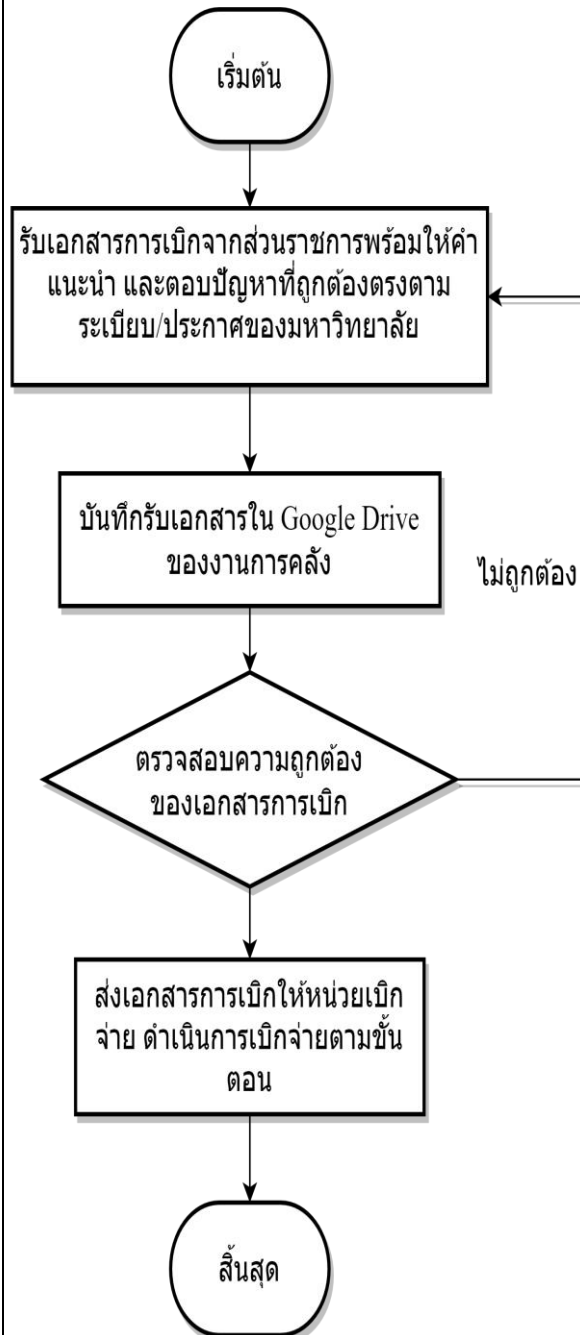 เริ่มต้น
รับเอกสารการเบิกจากส่วนราชการพร้อมให้คำ
แนะนำ และตอบปัญหาที่ถูกต้องตรงตาม
ระเบียบ/ประกาศของมหาวิทยาลัย
บันทึกรับเอกสารใน Google Drive
ของงานการคลัง
ไม่ถูกต้อง
ตรวจสอบความถูกต้อง
ของเอกสารการเบิก
ส่งเอกสารการเบิกให้หน่วยเบิก
จ่าย ดำเนินการเบิกจ่ายตามขั้น
ตอน
สิ้นสุด